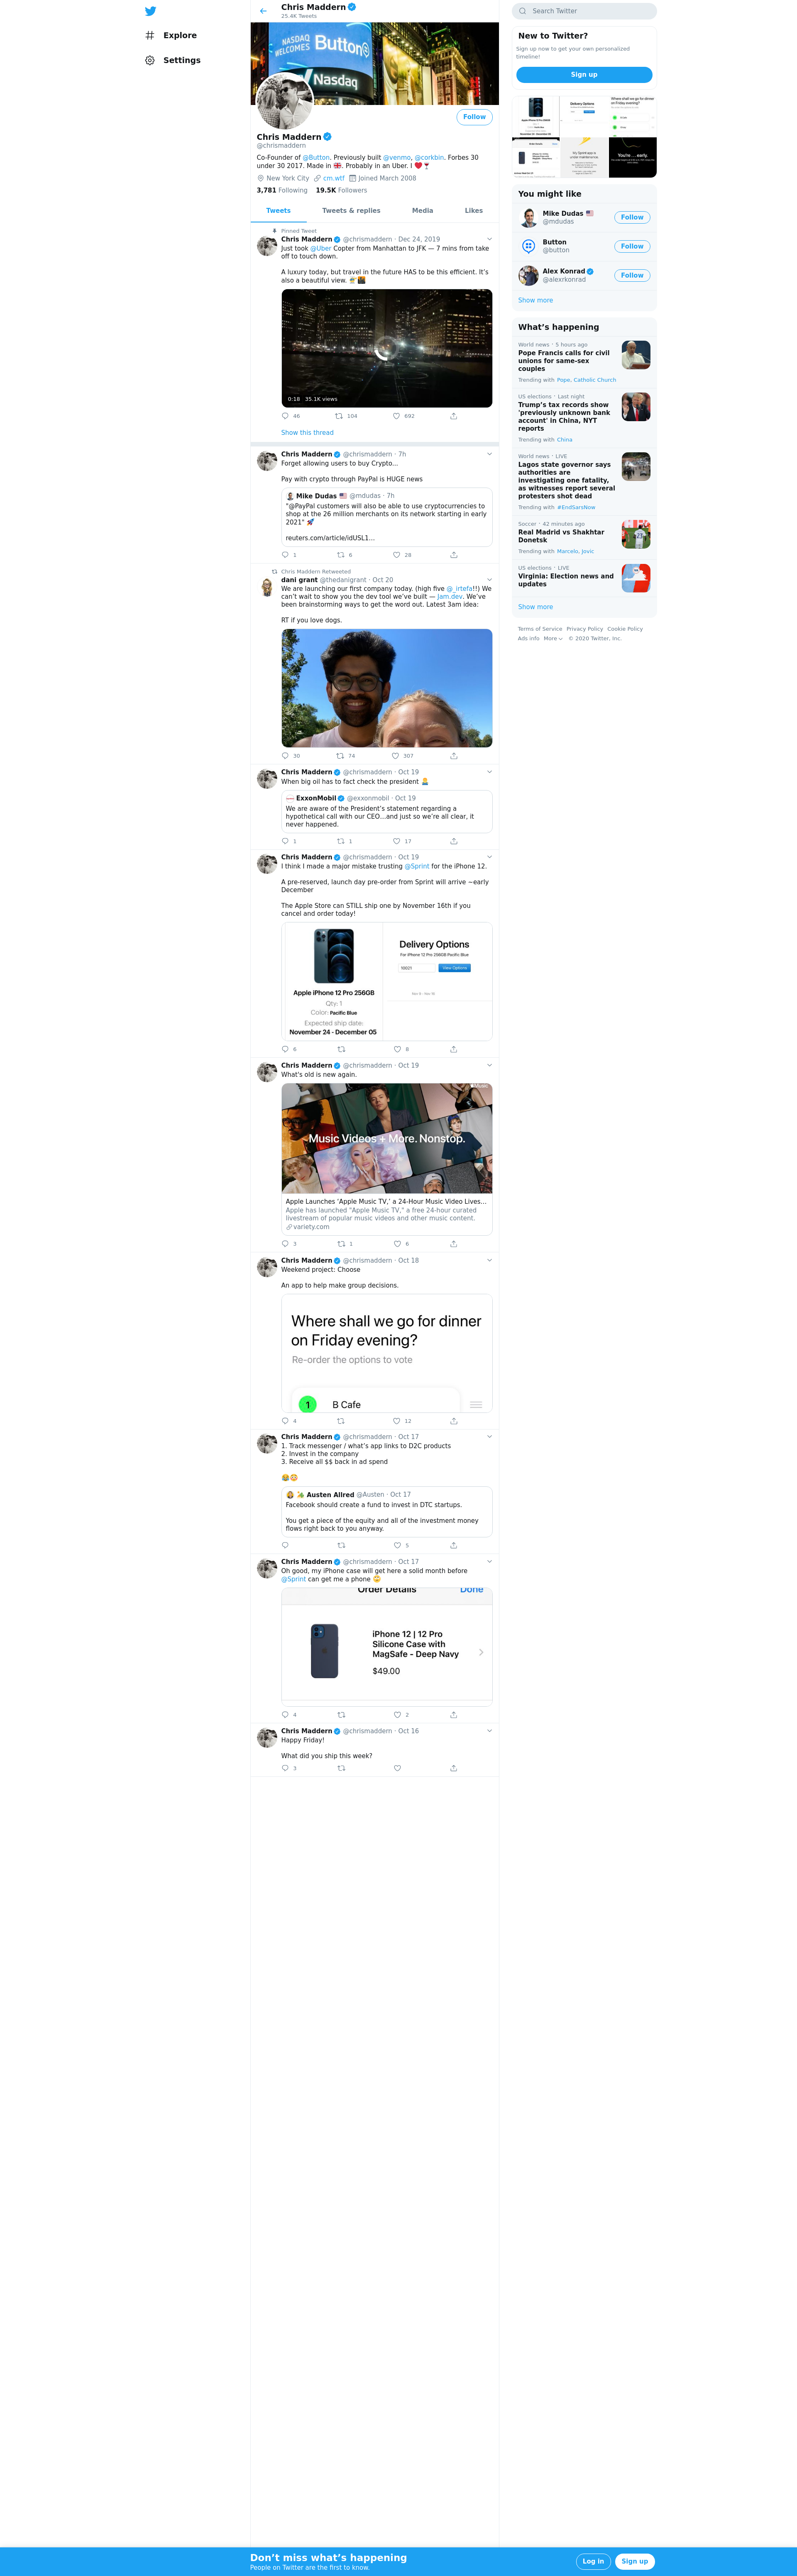 Explore
Settings
Chris Maddern
25.4K Tweets
NASDAQ
WELCOMES
Button
Nasdaq
Follow
Chris Maddern
@chrismaddern
Co-Founder of @Button. Previously built @venmo, @corkbin. Forbes 30
under 30 2017. Made in 🇬🇧. Probably in an Uber. I ❤️🍷
New York City cm.wtf Joined March 2008
3,781 Following 19.5K Followers
Tweets Tweets & replies Media Likes
Pinned Tweet
Chris Maddern @chrismaddern · Dec 24, 2019
Just took @Uber Copter from Manhattan to JFK — 7 mins from take
off to touch down.
A luxury today, but travel in the future HAS to be this efficient. It's
also a beautiful view.
0:18 35.1K views
46 104 692
Show this thread
Chris Maddern @chrismaddern · 7h
Forget allowing users to buy Crypto...
Pay with crypto through PayPal is HUGE news
Mike Dudas 🇺🇸 @mdudas · 7h
"@PayPal customers will also be able to use cryptocurrencies to
shop at the 26 million merchants on its network starting in early
2021" 🚀
reuters.com/article/idUSL1…
1 6 28
Chris Maddern Retweeted
dani grant @thedanigrant · Oct 20
We are launching our first company today. (high five @_irtefa!!) We
can't wait to show you the dev tool we've built — Jam.dev. We've
been brainstorming ways to get the word out. Latest 3am idea:
RT if you love dogs.
30 74 307
Chris Maddern @chrismaddern · Oct 19
When big oil has to fact check the president 🤦‍♂️
ExxonMobil @exxonmobil · Oct 19
We are aware of the President's statement regarding a
hypothetical call with our CEO…and just so we're all clear, it
never happened.
1 1 17
Chris Maddern @chrismaddern · Oct 19
I think I made a major mistake trusting @Sprint for the iPhone 12.
A pre-reserved, launch day pre-order from Sprint will arrive ~early
December
The Apple Store can STILL ship one by November 16th if you
cancel and order today!
Apple iPhone 12 Pro 256GB
Qty: 1
Color: Pacific Blue
Expected ship date:
November 24 - December 05
Delivery Options
For iPhone 12 Pro 256GB Pacific Blue
10021 View Options
6 8
Chris Maddern @chrismaddern · Oct 19
What's old is new again.
Music Videos + More. Nonstop.
Apple Launches 'Apple Music TV,' a 24-Hour Music Video Lives…
Apple has launched "Apple Music TV," a free 24-hour curated
livestream of popular music videos and other music content.
variety.com
3 1 6
Chris Maddern @chrismaddern · Oct 18
Weekend project: Choose
An app to help make group decisions.
Where shall we go for dinner
on Friday evening?
Re-order the options to vote
1 B Cafe
4 12
Chris Maddern @chrismaddern · Oct 17
1. Track messenger / what's app links to D2C products
2. Invest in the company
3. Receive all $$ back in ad spend
😂😳
Austen Allred @Austen · Oct 17
Facebook should create a fund to invest in DTC startups.
You get a piece of the equity and all of the investment money
flows right back to you anyway.
5
Chris Maddern @chrismaddern · Oct 17
Oh good, my iPhone case will get here a solid month before
@Sprint can get me a phone 🙄
Order Details Done
iPhone 12 | 12 Pro
Silicone Case with
MagSafe - Deep Navy
$49.00
4 2
Chris Maddern @chrismaddern · Oct 16
Happy Friday!
What did you ship this week?
3
Search Twitter
New to Twitter?
Sign up now to get your own personalized
timeline!
Sign up
You might like
Mike Dudas 🇺🇸
@mdudas
Follow
Button
@button
Follow
Alex Konrad
@alexrkonrad
Follow
Show more
What's happening
World news · 5 hours ago
Pope Francis calls for civil
unions for same-sex
couples
Trending with Pope, Catholic Church
US elections · Last night
Trump's tax records show
'previously unknown bank
account' in China, NYT
reports
Trending with China
World news · LIVE
Lagos state governor says
authorities are
investigating one fatality,
as witnesses report several
protesters shot dead
Trending with #EndSarsNow
Soccer · 42 minutes ago
Real Madrid vs Shakhtar
Donetsk
Trending with Marcelo, Jovic
US elections · LIVE
Virginia: Election news and
updates
Show more
Terms of Service Privacy Policy Cookie Policy
Ads info More © 2020 Twitter, Inc.
Don't miss what's happening
People on Twitter are the first to know.
Log in Sign up